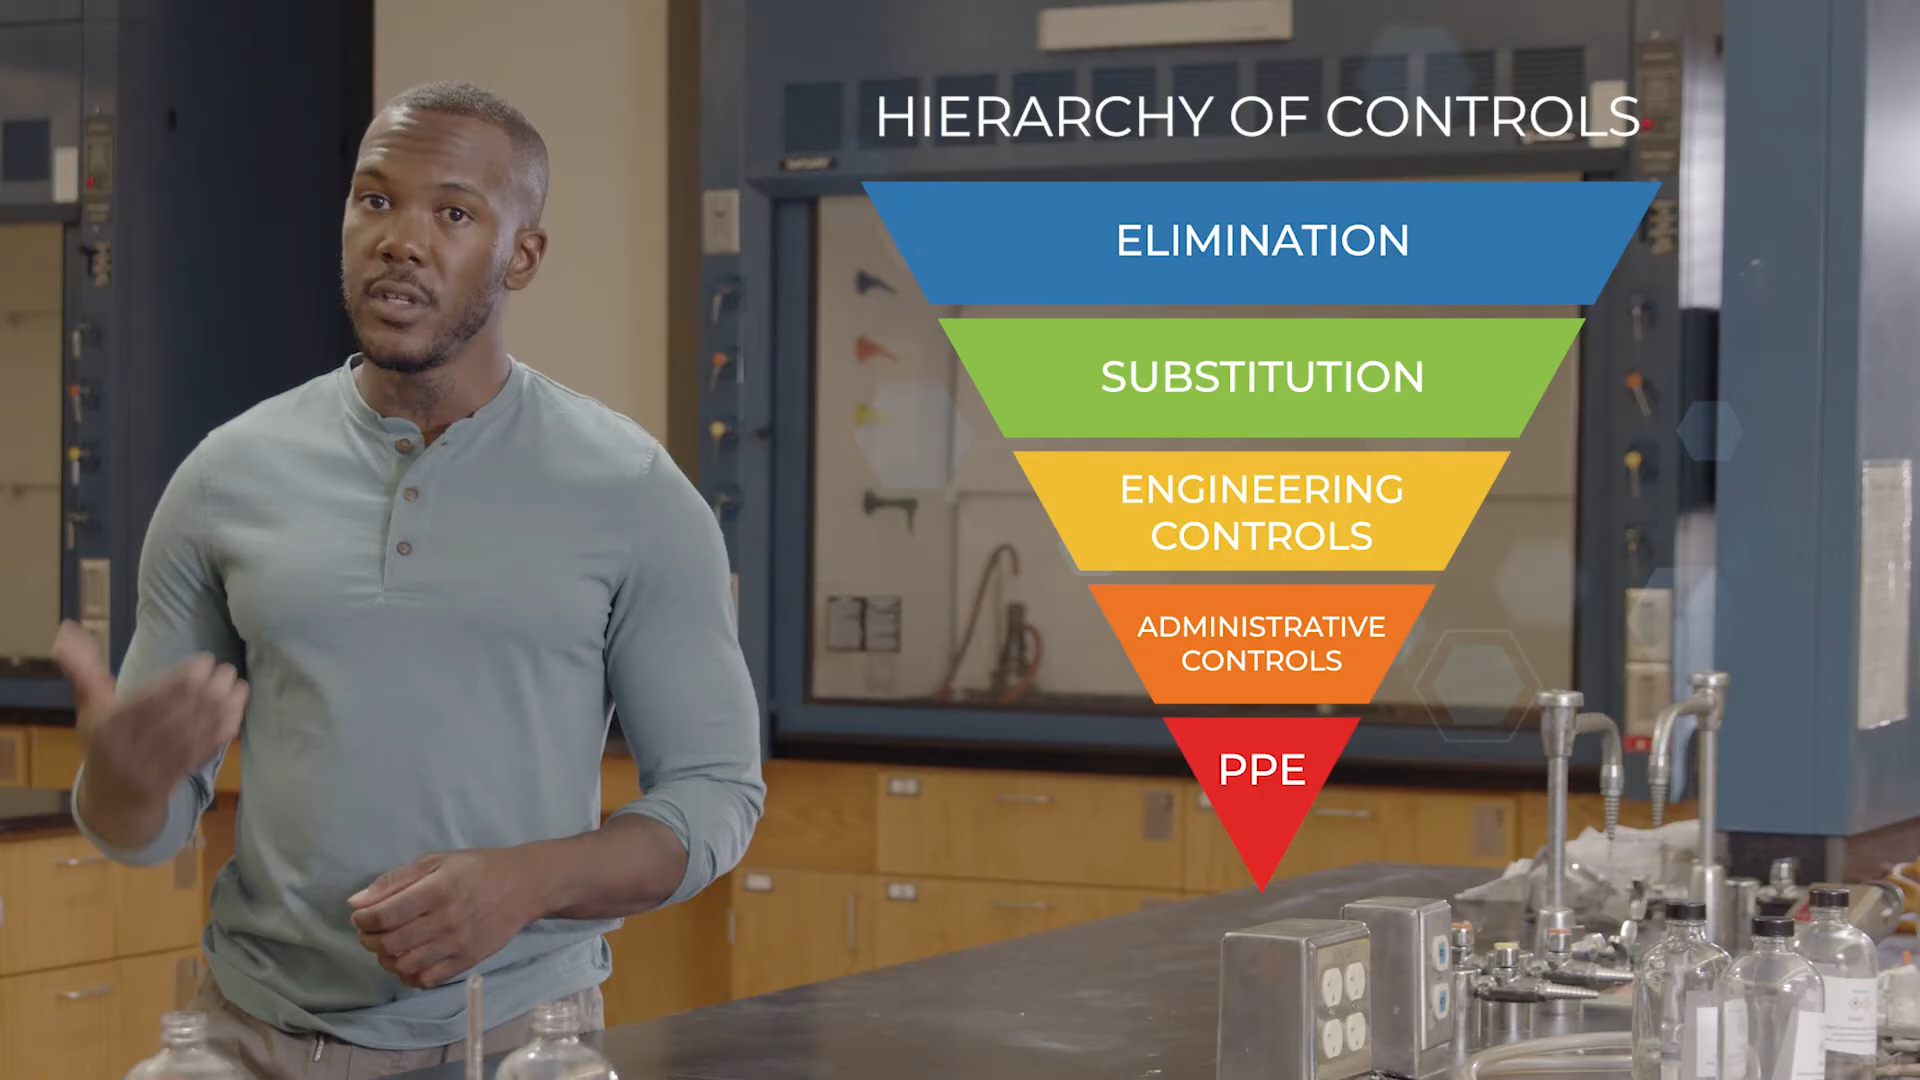 HIERARCHY OF CONTROLS
ELIMINATION
SUBSTITUTION
ENGINEERING
CONTROLS
ADMINISTRATIVE
CONTROLS
PPE